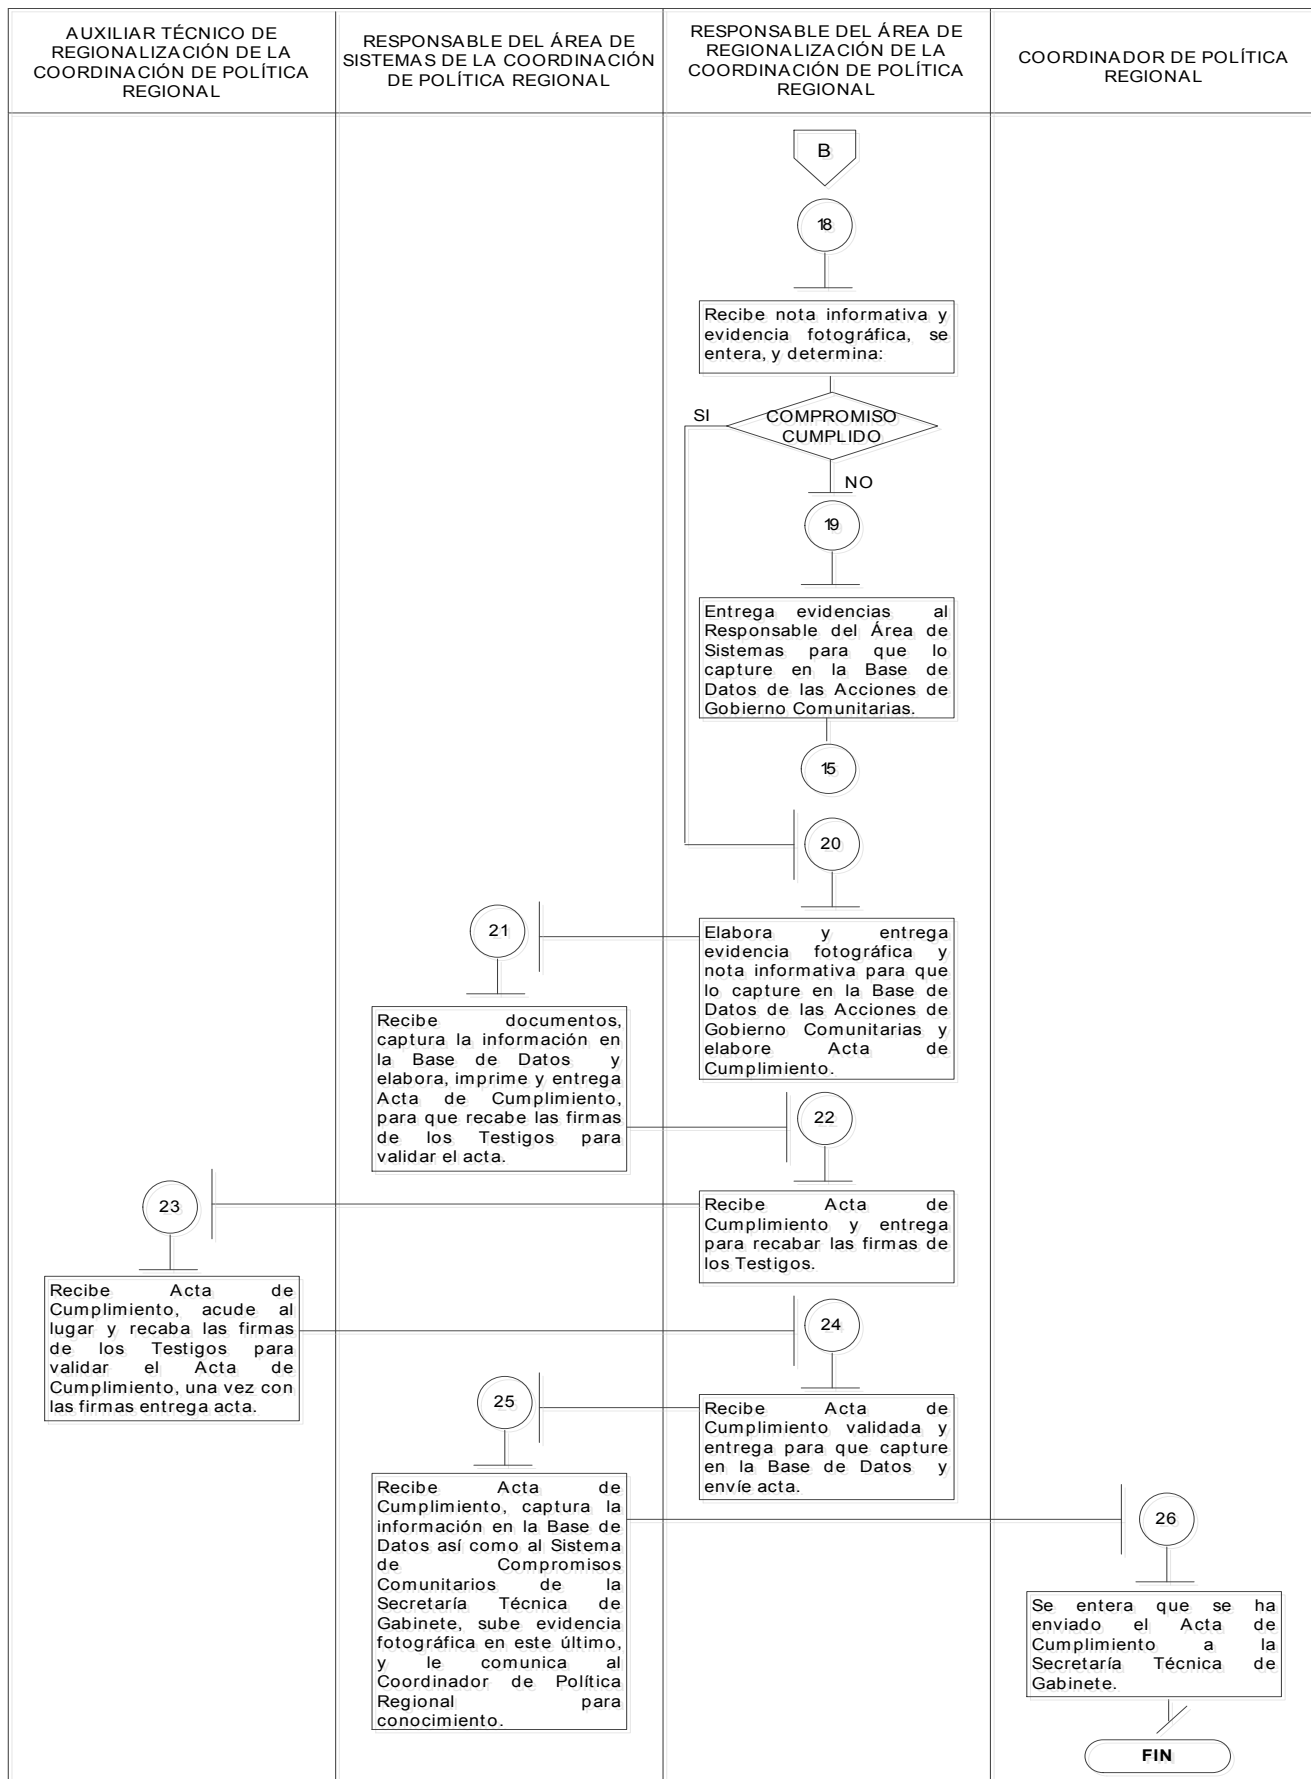 AUXILIAR TÉCNICO DE
REGIONALIZACIÓN DE LA
COORDINACIÓN DE POLÍTICA
REGIONAL
RESPONSABLE DEL ÁREA DE
SISTEMAS DE LA COORDINACIÓN
DE POLÍTICA REGIONAL
RESPONSABLE DEL ÁREA DE
REGIONALIZACIÓN DE LA
COORDINACIÓN DE POLÍTICA
REGIONAL
COORDINADOR DE POLÍTICA
REGIONAL
B
18
Recibe nota informativa y
evidencia fotográfica, se
entera, y determina:
SI
COMPROMISO
CUMPLIDO
NO
19
Entrega evidencias al
Responsable del Área de
Sistemas para que lo
capture en la Base de
Datos de las Acciones de
Gobierno Comunitarias.
15
20
Elabora y entrega
evidencia fotográfica y
nota informativa para que
lo capture en la Base de
Datos de las Acciones de
Gobierno Comunitarias y
elabore Acta de
Cumplimiento.
21
Recibe documentos,
captura la información en
la Base de Datos y
elabora, imprime y entrega
Acta de Cumplimiento,
para que recabe las firmas
de los Testigos para
validar el acta.
22
Recibe Acta de
Cumplimiento y entrega
para recabar las firmas de
los Testigos.
23
Recibe Acta de
Cumplimiento, acude al
lugar y recaba las firmas
de los Testigos para
validar el Acta de
Cumplimiento, una vez con
las firmas entrega acta.
24
Recibe Acta de
Cumplimiento validada y
entrega para que capture
en la Base de Datos y
envíe acta.
25
Recibe Acta de
Cumplimiento, captura la
información en la Base de
Datos así como al Sistema
de Compromisos
Comunitarios de la
Secretaría Técnica de
Gabinete, sube evidencia
fotográfica en este último,
y le comunica al
Coordinador de Política
Regional para
conocimiento.
26
Se entera que se ha
enviado el Acta de
Cumplimiento a la
Secretaría Técnica de
Gabinete.
FIN